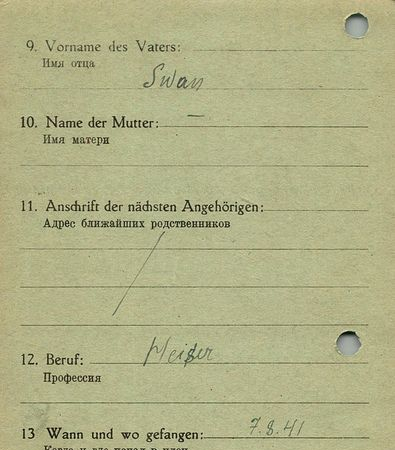 9. Vorname des Vaters:
Имя отца
Iwan
10. Name der Mutter: —
Имя матери
11. Anschrift der nächsten Angehörigen:
Адрес ближайших родственников
12. Beruf:
Профессия
13 Wann und wo gefangen: 7.8.41